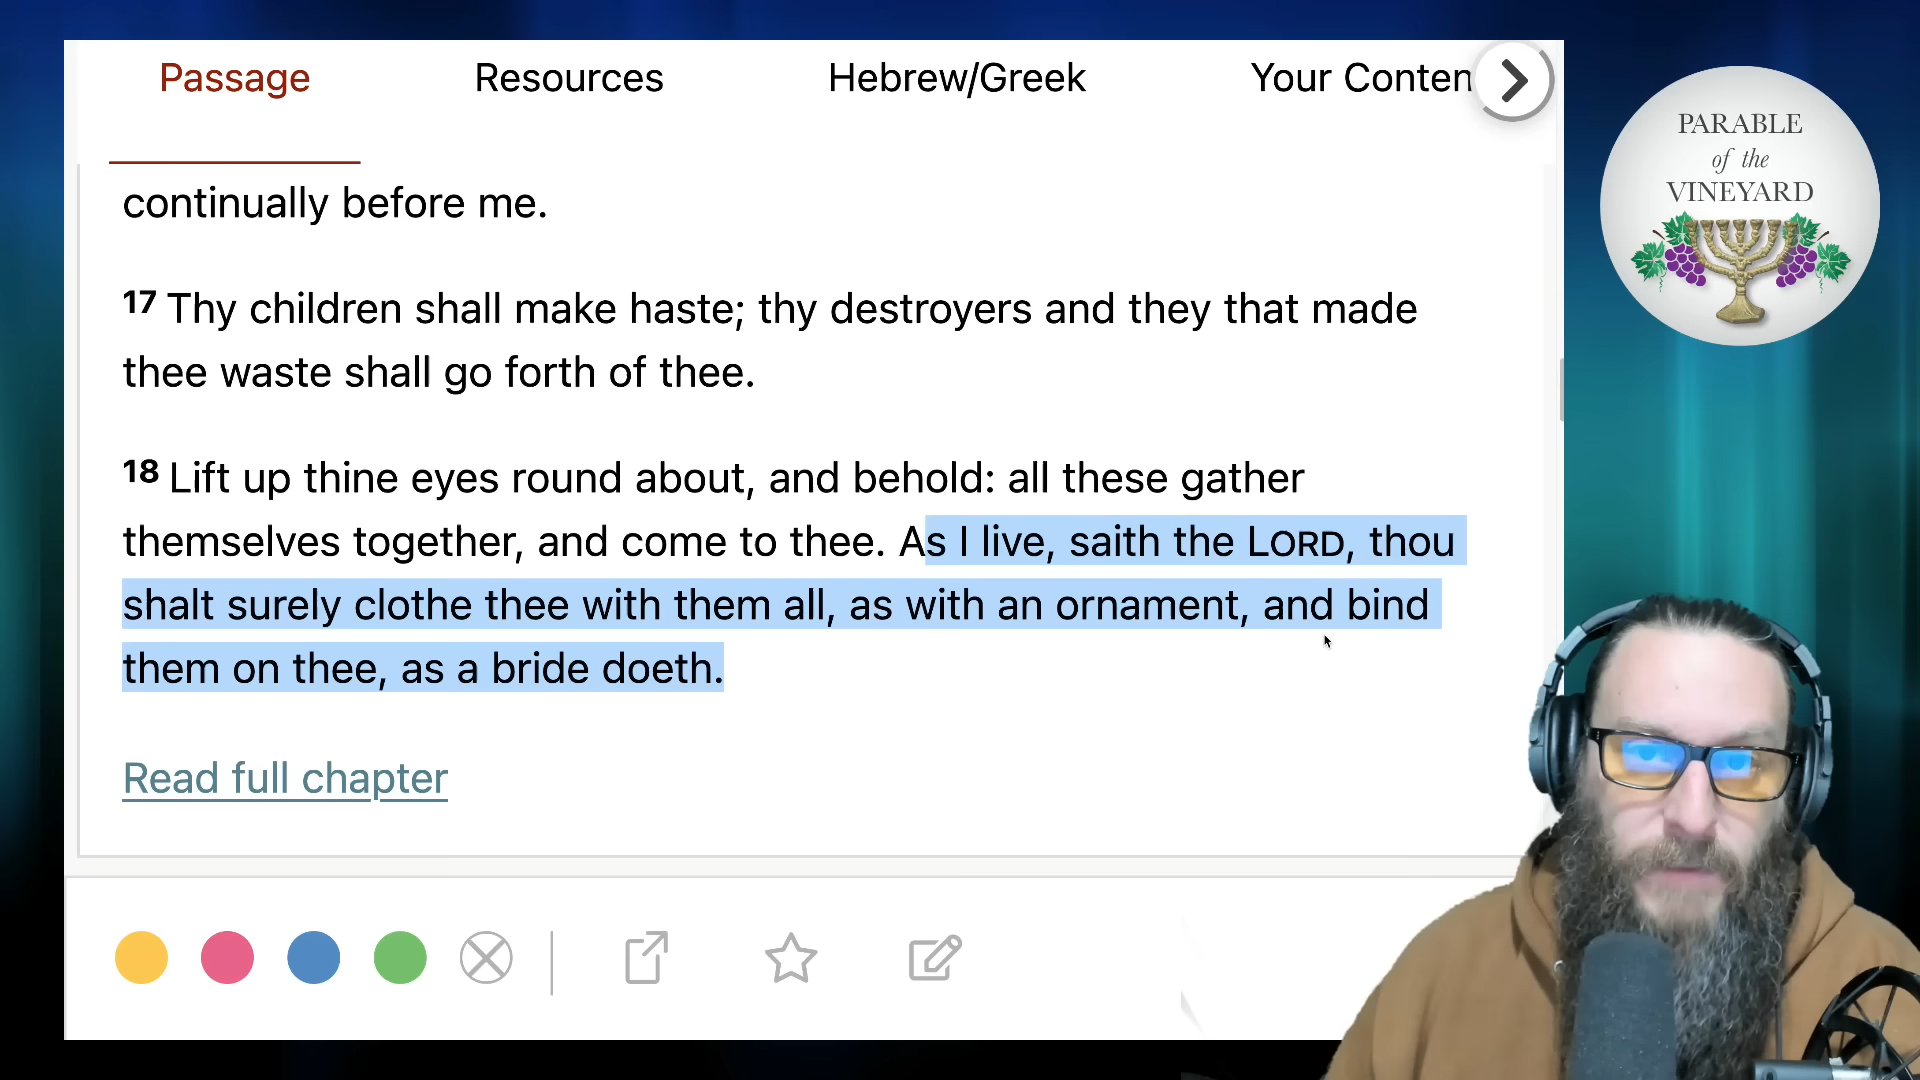 Passage
Resources
Hebrew/Greek
Your Conten
continually before me.
17 Thy children shall make haste; thy destroyers and they that made
thee waste shall go forth of thee.
18 Lift up thine eyes round about, and behold: all these gather
themselves together, and come to thee. As I live, saith the LORD, thou
shalt surely clothe thee with them all, as with an ornament, and bind
them on thee, as a bride doeth.
Read full chapter
PARABLE
of the
VINEYARD